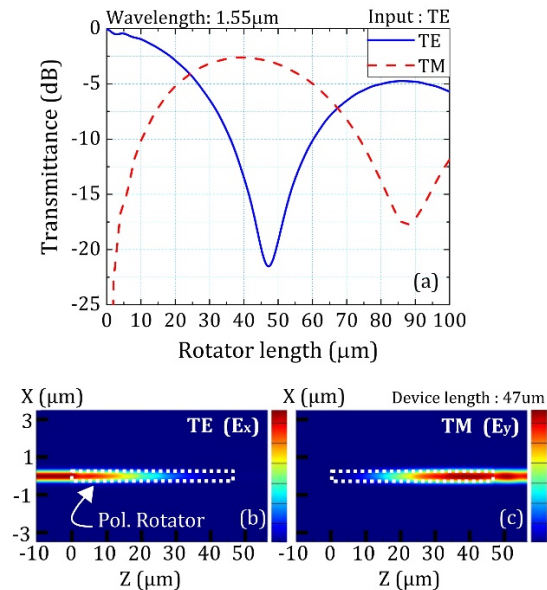 Wavelength: 1.55µm Input : TE
TE
TM
0
-5
-10
-15
-20
-25
Transmittance (dB)
(a)
0 10 20 30 40 50 60 70 80 90 100
Rotator length (µm)
X (µm) X (µm) Device length : 47um
3
1
-1
-3
TE (Ex)
Pol. Rotator
(b)
TM (Ey)
(c)
-10 0 10 20 30 40 50
-10 0 10 20 30 40 50
Z (µm) Z (µm)